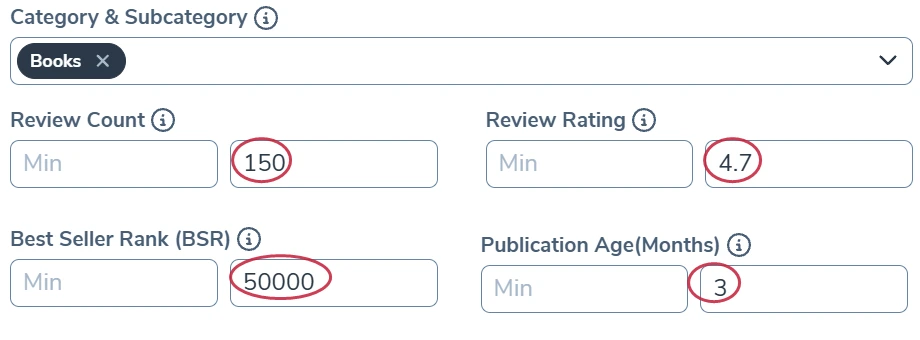 Category & Subcategory
Books
Review Count Review Rating
Min 150 Min 4.7
Best Seller Rank (BSR) Publication Age(Months)
Min 50000 Min 3